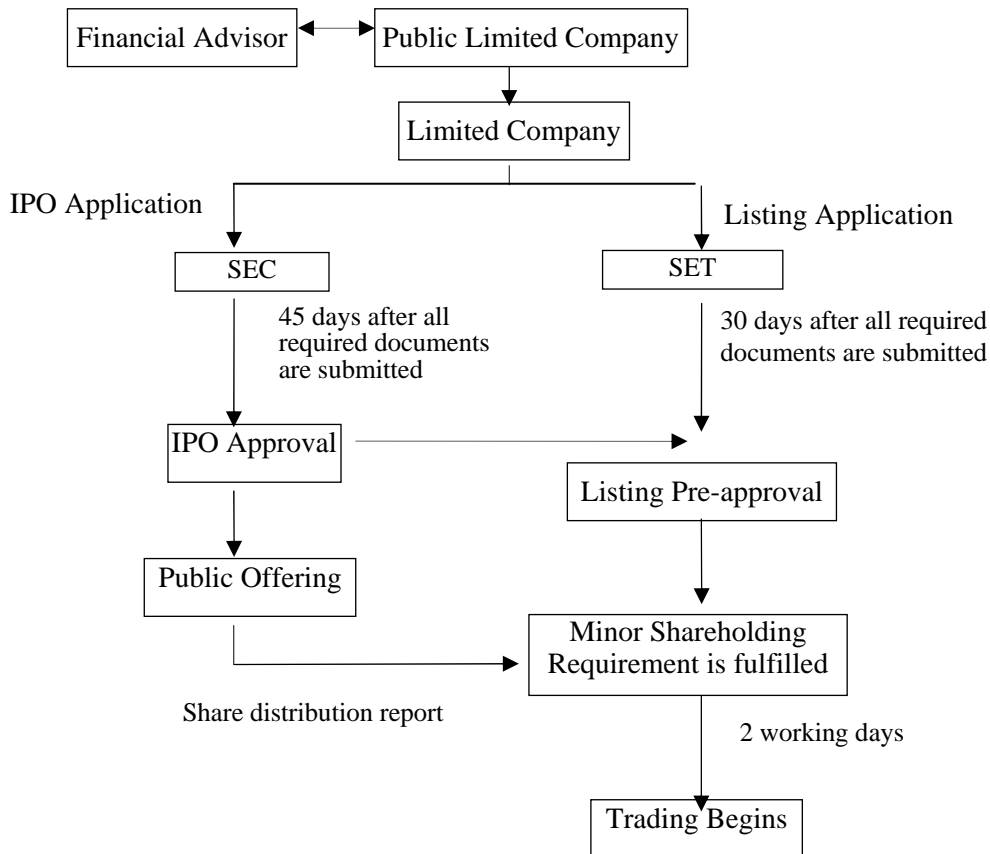 Financial Advisor
Public Limited Company
Limited Company
IPO Application
Listing Application
SEC
SET
45 days after all
required documents
are submitted
30 days after all required
documents are submitted
IPO Approval
Listing Pre-approval
Public Offering
Minor Shareholding
Requirement is fulfilled
Share distribution report
2 working days
Trading Begins